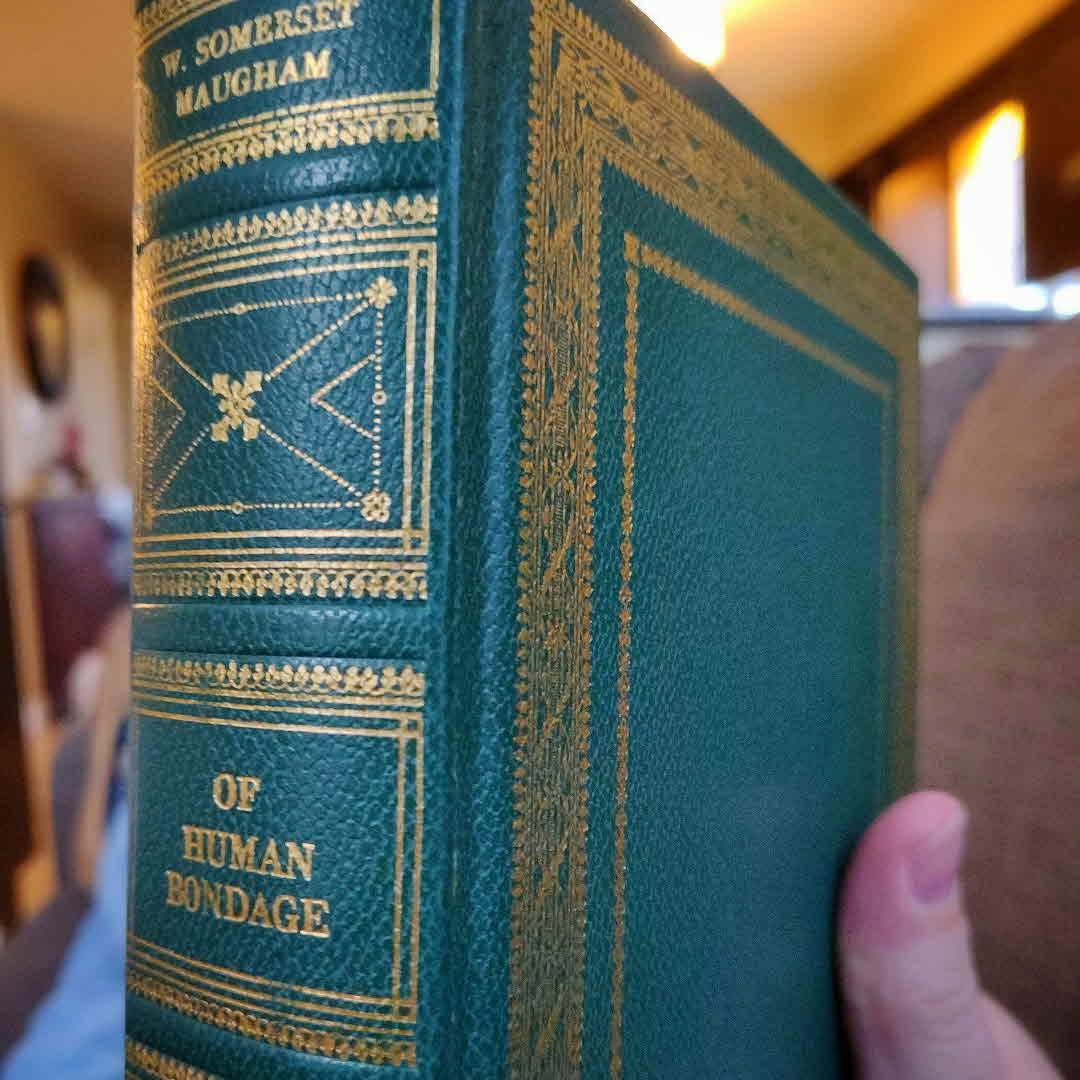 W. SOMERSET
MAUGHAM
OF
HUMAN
BONDAGE